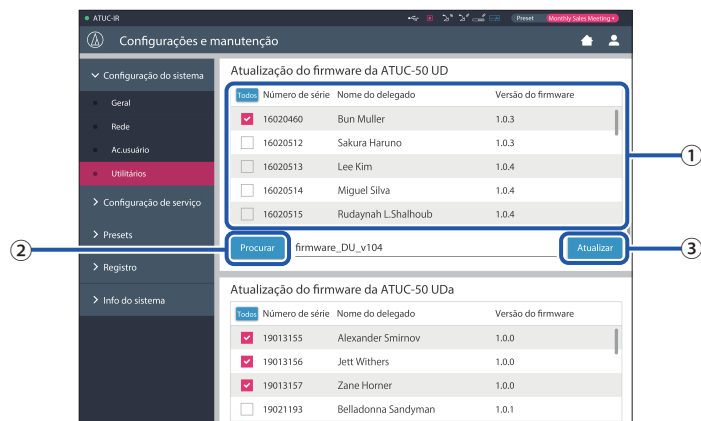 ATUC-IR
Preset Monthly Sales Meeting
Configurações e manutenção
Configuração do sistema
Geral
Rede
Ac.usuário
Utilitários
Configuração de serviço
Presets
Registro
Info do sistema
Atualização do firmware da ATUC-50 UD
Todos Número de série Nome do delegado Versão do firmware
16020460 Bun Muller 1.0.3
16020512 Sakura Haruno 1.0.3
16020513 Lee Kim 1.0.4
16020514 Miguel Silva 1.0.4
16020515 Rudaynah L.Shalhoub 1.0.4
1
2
Procurar firmware_DU_v104 Atualizar
3
Atualização do firmware da ATUC-50 UDa
Todos Número de série Nome do delegado Versão do firmware
19013155 Alexander Smirnov 1.0.0
19013156 Jett Withers 1.0.0
19013157 Zane Horner 1.0.0
19021193 Belladonna Sandyman 1.0.1